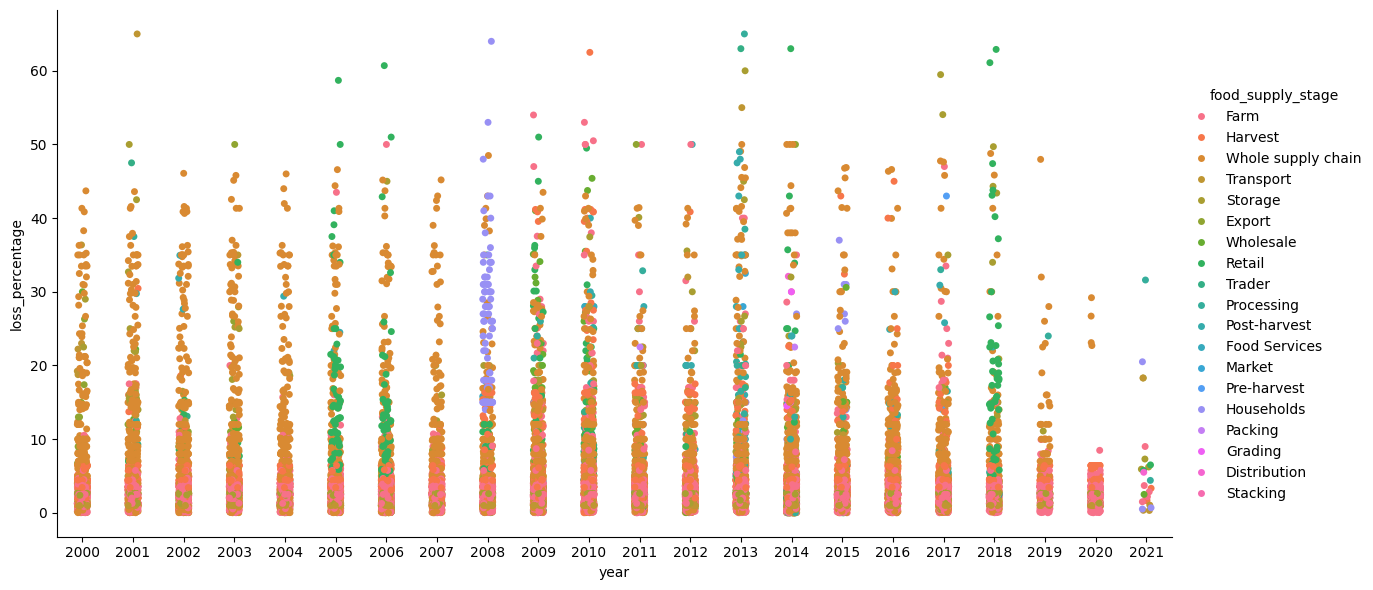 loss_percentage
60
50
40
30
20
10
0
2000 2001 2002 2003 2004 2005 2006 2007 2008 2009 2010 2011 2012 2013 2014 2015 2016 2017 2018 2019 2020 2021
year
food_supply_stage
Farm
Harvest
Whole supply chain
Transport
Storage
Export
Wholesale
Retail
Trader
Processing
Post-harvest
Food Services
Market
Pre-harvest
Households
Packing
Grading
Distribution
Stacking